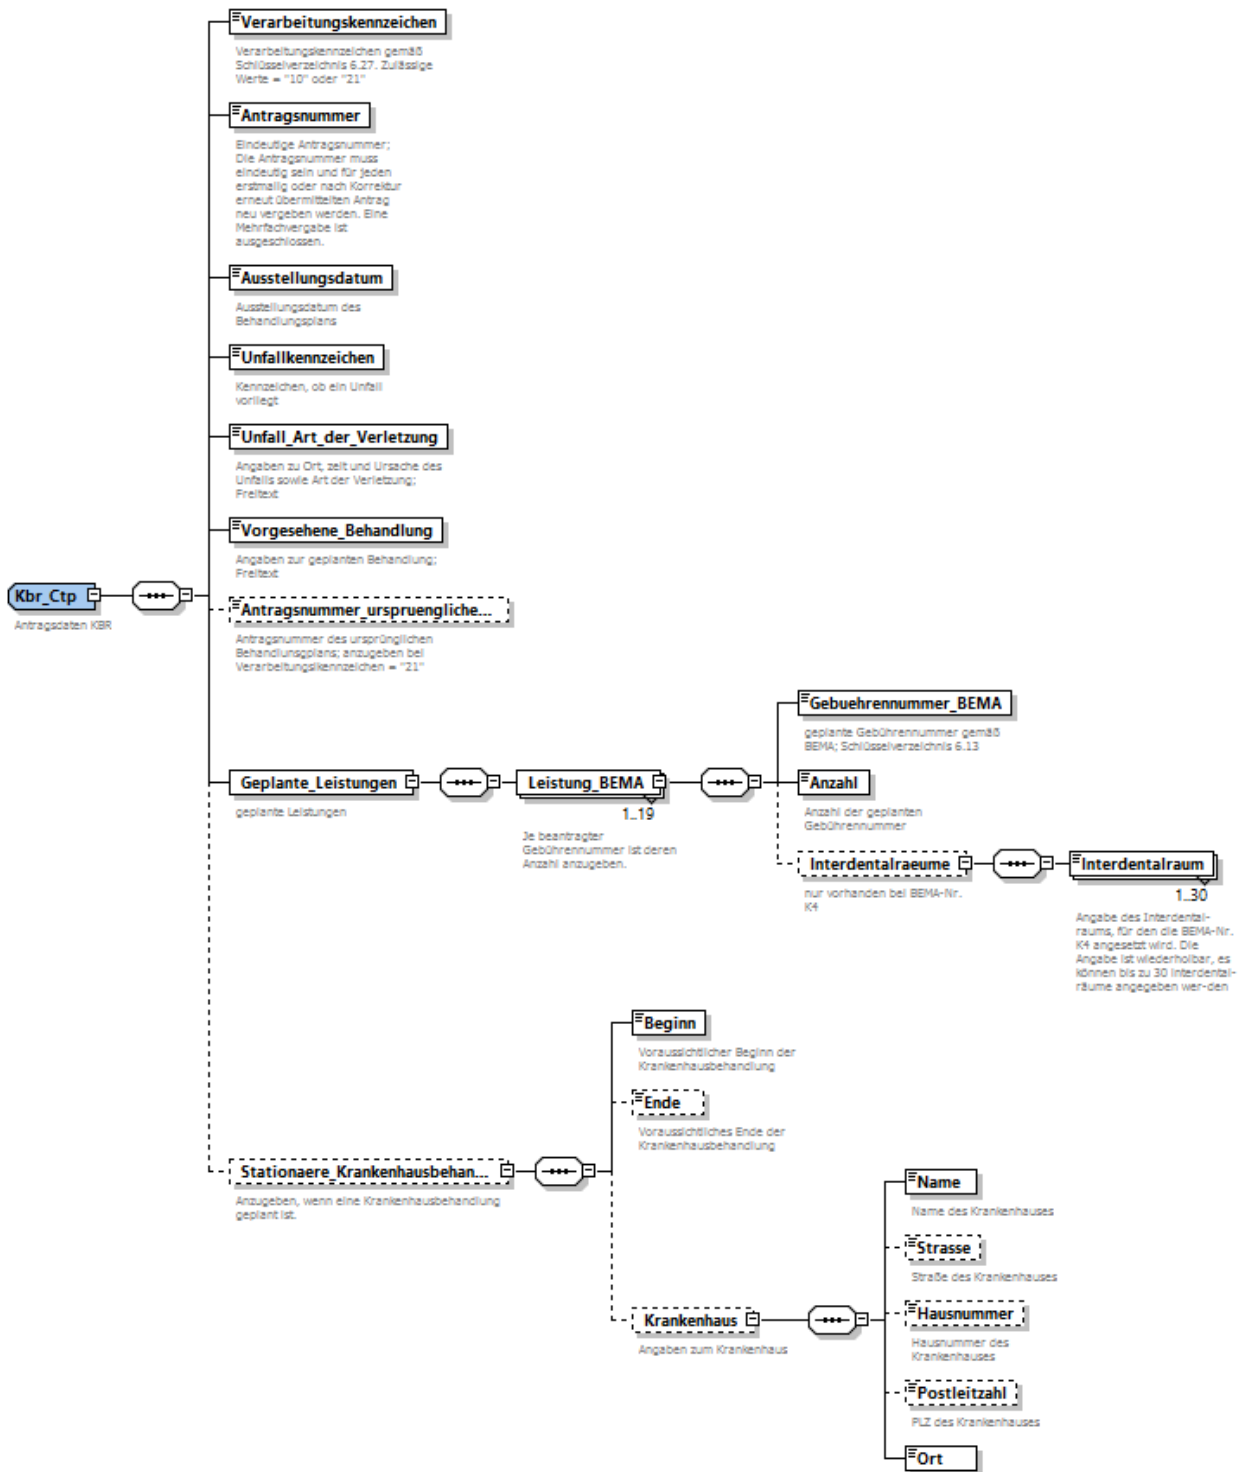 Verarbeitungskennzeichen
Verarbeitungskennzeichen gemäß
Schlüsselverzeichnis 6.27. Zulässige
Werte = "10" oder "21"
Antragsnummer
Eindeutige Antragsnummer;
Die Antragsnummer muss
eindeutig sein und für jeden
erstmalig oder nach Korrektur
erneut übermittelten Antrag
neu vergeben werden. Eine
Mehrfachvergabe ist
ausgeschlossen.
Ausstellungsdatum
Ausstellungsdatum des
Behandlungsplans
Unfallkennzeichen
Kennzeichen, ob ein Unfall
vorliegt
Unfall_Art_der_Verletzung
Angaben zu Ort, zeit und Ursache des
Unfalls sowie Art der Verletzung;
Freitext
Vorgesehene_Behandlung
Angaben zur geplanten Behandlung;
Freitext
Kbr_Ctp
Antragsdaten KBR
Antragsnummer_urspruengliche...
Antragsnummer des ursprünglichen
Behandlunsgplans; anzugeben bei
Verarbeitungsikennzeichen = "21"
Geplante_Leistungen
geplante Leistungen
Leistung_BEMA
1..19
Je beantragter
Gebührennummer ist deren
Anzahl anzugeben.
Gebuehrennummer_BEMA
geplante Gebührennummer gemäß
BEMA; Schlüsselverzeichnis 6.13
Anzahl
Anzahl der geplanten
Gebührennummer
Interdentalraeume
nur vorhanden bei BEMA-Nr.
K4
Interdentalraum
1..30
Angabe des Interdental-
raums, für den die BEMA-Nr.
K4 angesetzt wird. Die
Angabe ist wiederholbar, es
können bis zu 30 Interdental-
räume angegeben wer-den
Stationaere_Krankenhausbehan...
Anzugeben, wenn eine Krankenhausbehandlung
geplant ist.
Beginn
Voraussichtlicher Beginn der
Krankenhausbehandlung
Ende
Voraussichtliches Ende der
Krankenhausbehandlung
Krankenhaus
Angaben zum Krankenhaus
Name
Name des Krankenhauses
Strasse
Straße des Krankenhauses
Hausnummer
Hausnummer des
Krankenhauses
Postleitzahl
PLZ des Krankenhauses
Ort